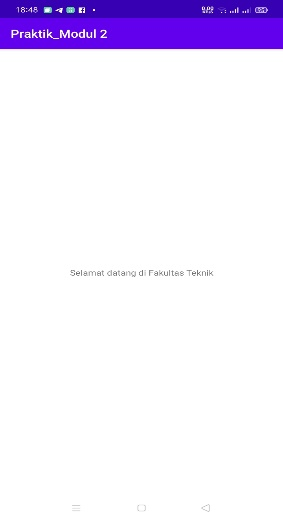 18:48
Praktik_Modul 2
Selamat datang di Fakultas Teknik